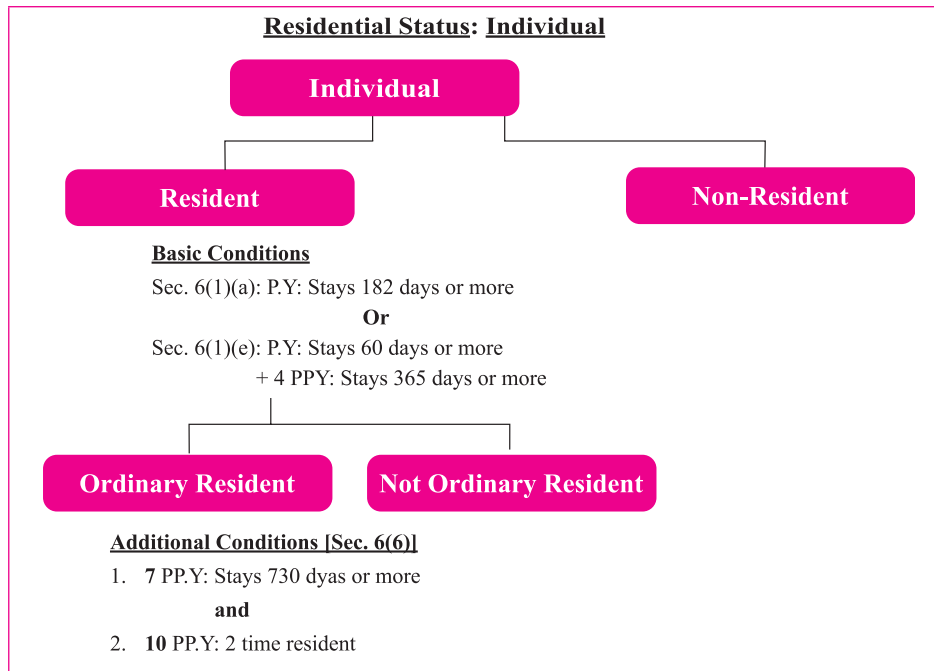 Residential Status: Individual
Individual
Resident
Non-Resident
Basic Conditions
Sec. 6(1)(a): P.Y: Stays 182 days or more
Or
Sec. 6(1)(e): P.Y: Stays 60 days or more
+ 4 PPY: Stays 365 days or more
Ordinary Resident
Not Ordinary Resident
Additional Conditions [Sec. 6(6)]
1. 7 PP.Y: Stays 730 dyas or more
and
2. 10 PP.Y: 2 time resident